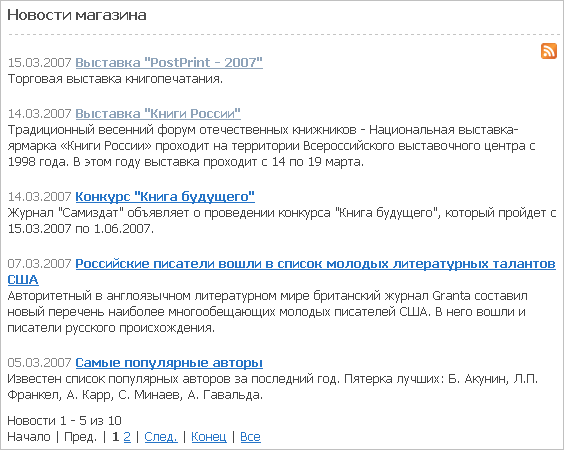 Новости магазина
15.03.2007 Выставка "PostPrint - 2007"
Торговая выставка книгопечатания.
14.03.2007 Выставка "Книги России"
Традиционный весенний форум отечественных книжников - Национальная выставка-
ярмарка «Книги России» проходит на территории Всероссийского выставочного центра с
1998 года. В этом году выставка проходит с 14 по 19 марта.
14.03.2007 Конкурс "Книга будущего"
Журнал "Самиздат" объявляет о проведении конкурса "Книга будущего", который пройдет с
15.03.2007 по 1.06.2007.
07.03.2007 Российские писатели вошли в список молодых литературных талантов
США
Авторитетный в англоязычном литературном мире британский журнал Granta составил
новый перечень наиболее многообещающих молодых писателей США. В него вошли и
писатели русского происхождения.
05.03.2007 Самые популярные авторы
Известен список популярных авторов за последний год. Пятерка лучших: Б. Акунин, Л.П.
Франкел, А. Карр, С. Минаев, А. Гавальда.
Новости 1 - 5 из 10
Начало | Пред. | 1 2 | След. | Конец | Все